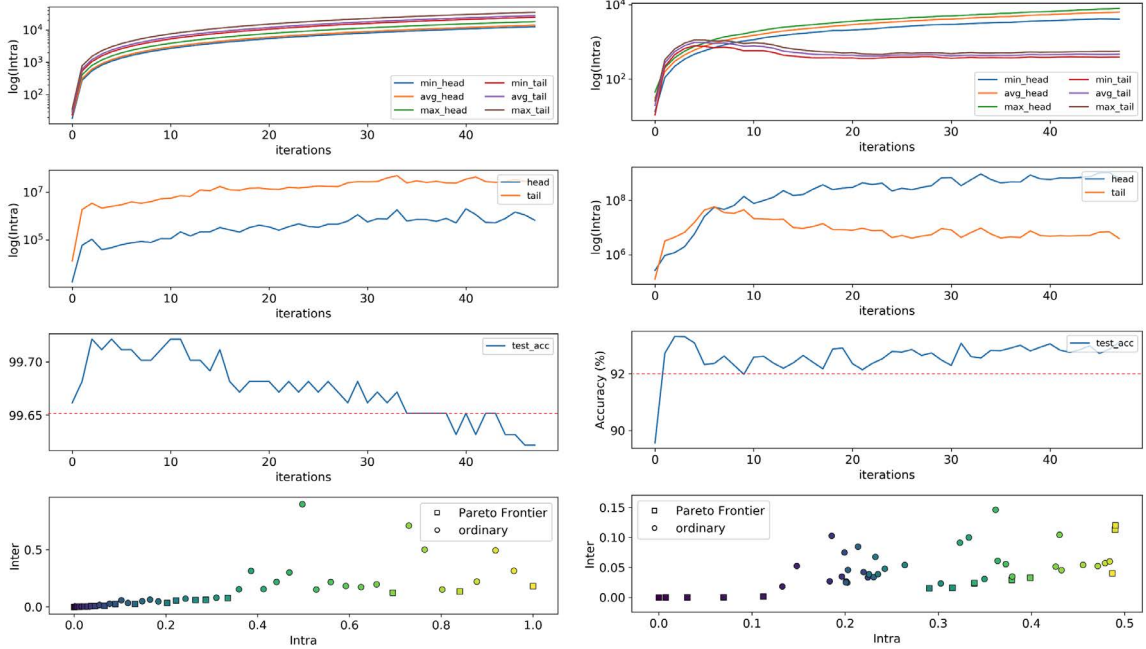 log(Intra)
10⁴
10³
10²
min_head
avg_head
max_head
min_tail
avg_tail
max_tail
0 10 20 30 40
iterations
log(Intra)
10⁷
10⁵
head
tail
0 10 20 30 40
iterations
99.70
99.65
test_acc
0 10 20 30 40
iterations
Inter
0.5
0.0
Pareto Frontier
ordinary
0.0 0.2 0.4 0.6 0.8 1.0
Intra
log(Intra)
10⁴
10²
min_head
avg_head
max_head
min_tail
avg_tail
max_tail
0 10 20 30 40
iterations
log(Intra)
10⁸
10⁶
head
tail
0 10 20 30 40
iterations
Accuracy (%)
92
90
test_acc
0 10 20 30 40
iterations
Inter
0.15
0.10
0.05
0.00
Pareto Frontier
ordinary
0.0 0.1 0.2 0.3 0.4 0.5
Intra